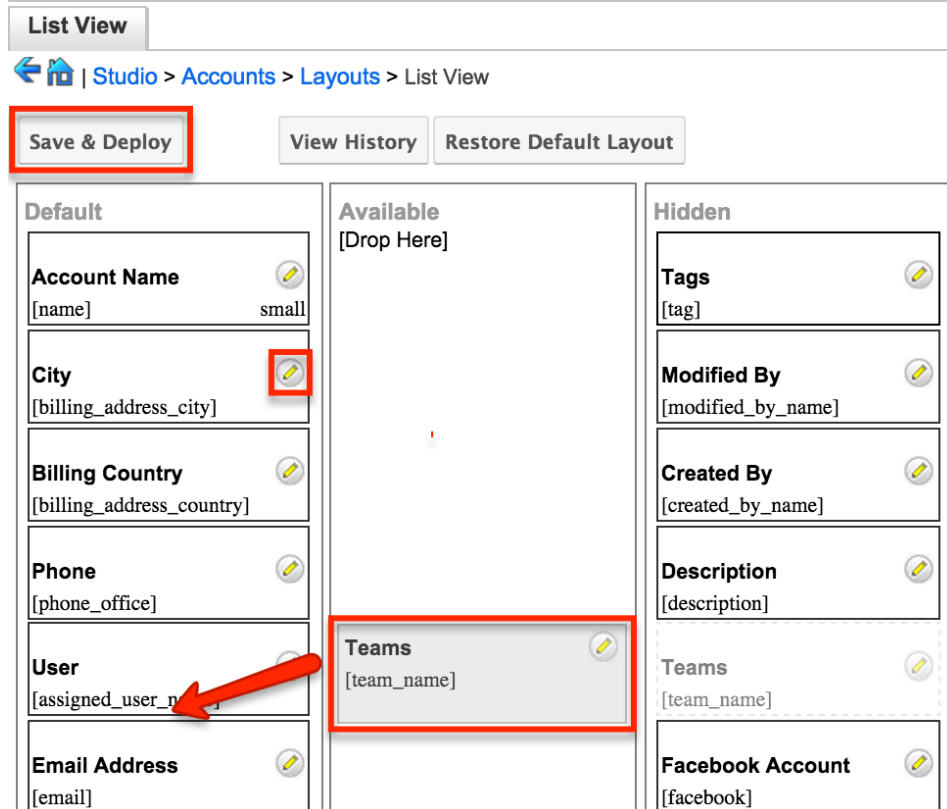 List View
| Studio > Accounts > Layouts > List View
Save & Deploy
View History
Restore Default Layout
Default
Account Name
[name] small
City
[billing_address_city]
Billing Country
[billing_address_country]
Phone
[phone_office]
User
Email Address
[email]
Available
[Drop Here]
Teams
[team_name]
Hidden
Tags
[tag]
Modified By
[modified_by_name]
Created By
[created_by_name]
Description
[description]
Teams
[team_name]
Facebook Account
[facebook]